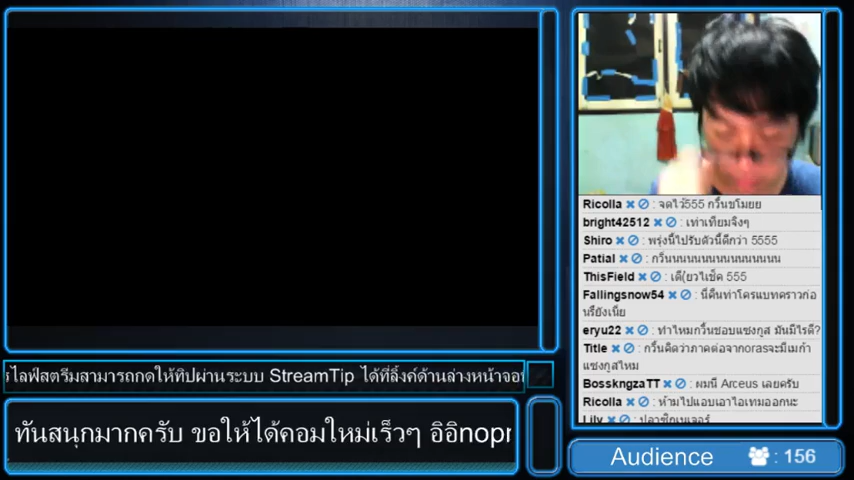 Ricolla : จดไว้555 กวิ้นขโมยย
bright42512 : เท่าเทียมจิงๆ
Shiro : พรุ่งนี้ไปรับตัวนี้ดีกว่า 5555
Patial : กวิ้นนนนนนนนนนนนนน
ThisField : เดี๋ยวไเช็ค 555
Fallingsnow54 : นี่คืนท่าโครแบทคราวก่อ
นรึยังเนี่ย
eryu22 : ทำไหมกวิ้นชอบแซงกูส มันมีไรดี?
Title : กวิ้นคิดว่าภาคต่อจากorasจะมีเมก้า
แซงกูสไหม
BosskngzaTT : ผมนี่ Arceus เลยครับ
Ricolla : ห้ามไปแอบเอาไอเทมออกนะ
Lily
ไลฟ์สตรีมสามารถกดให้ทิปผ่านระบบ StreamTip ได้ที่ลิ้งค์ด้านล่างหน้าจอ
ทันสนุกมากครับ ขอให้ได้คอมใหม่เร็วๆ อิอิnopr
Audience : 156